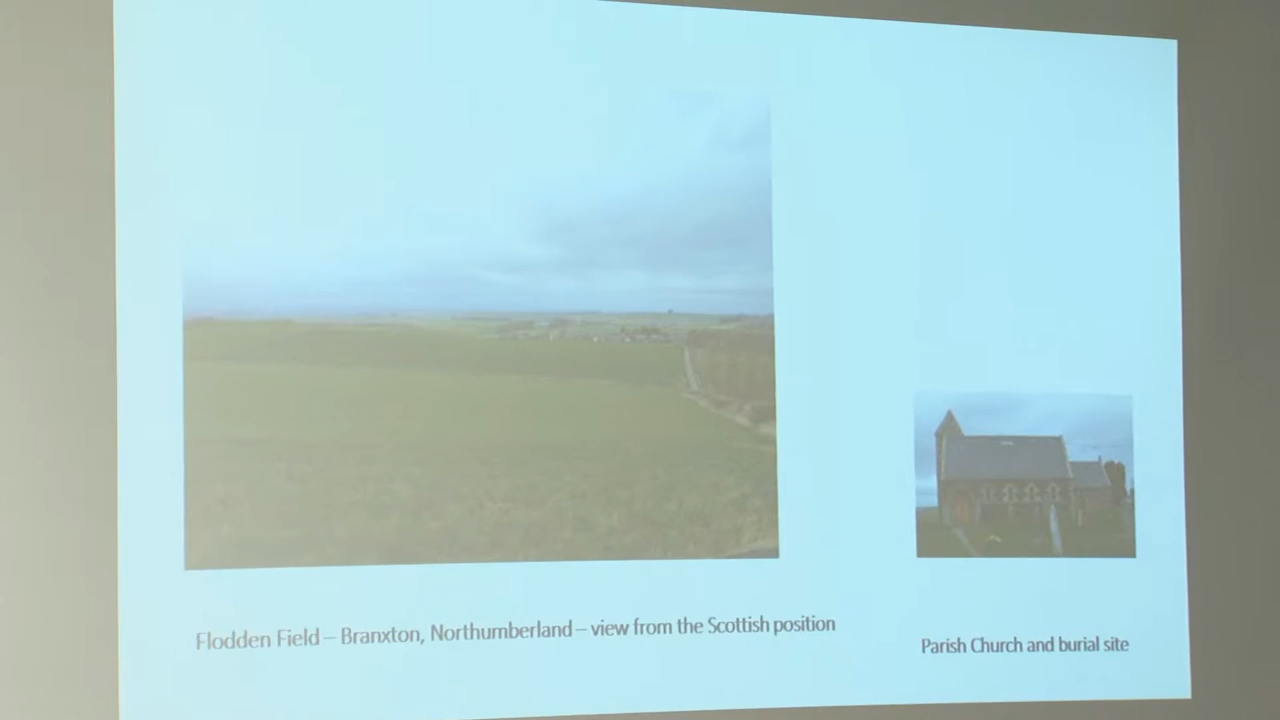 Flodden Field – Branxton, Northumberland – view from the Scottish position
Parish Church and burial site